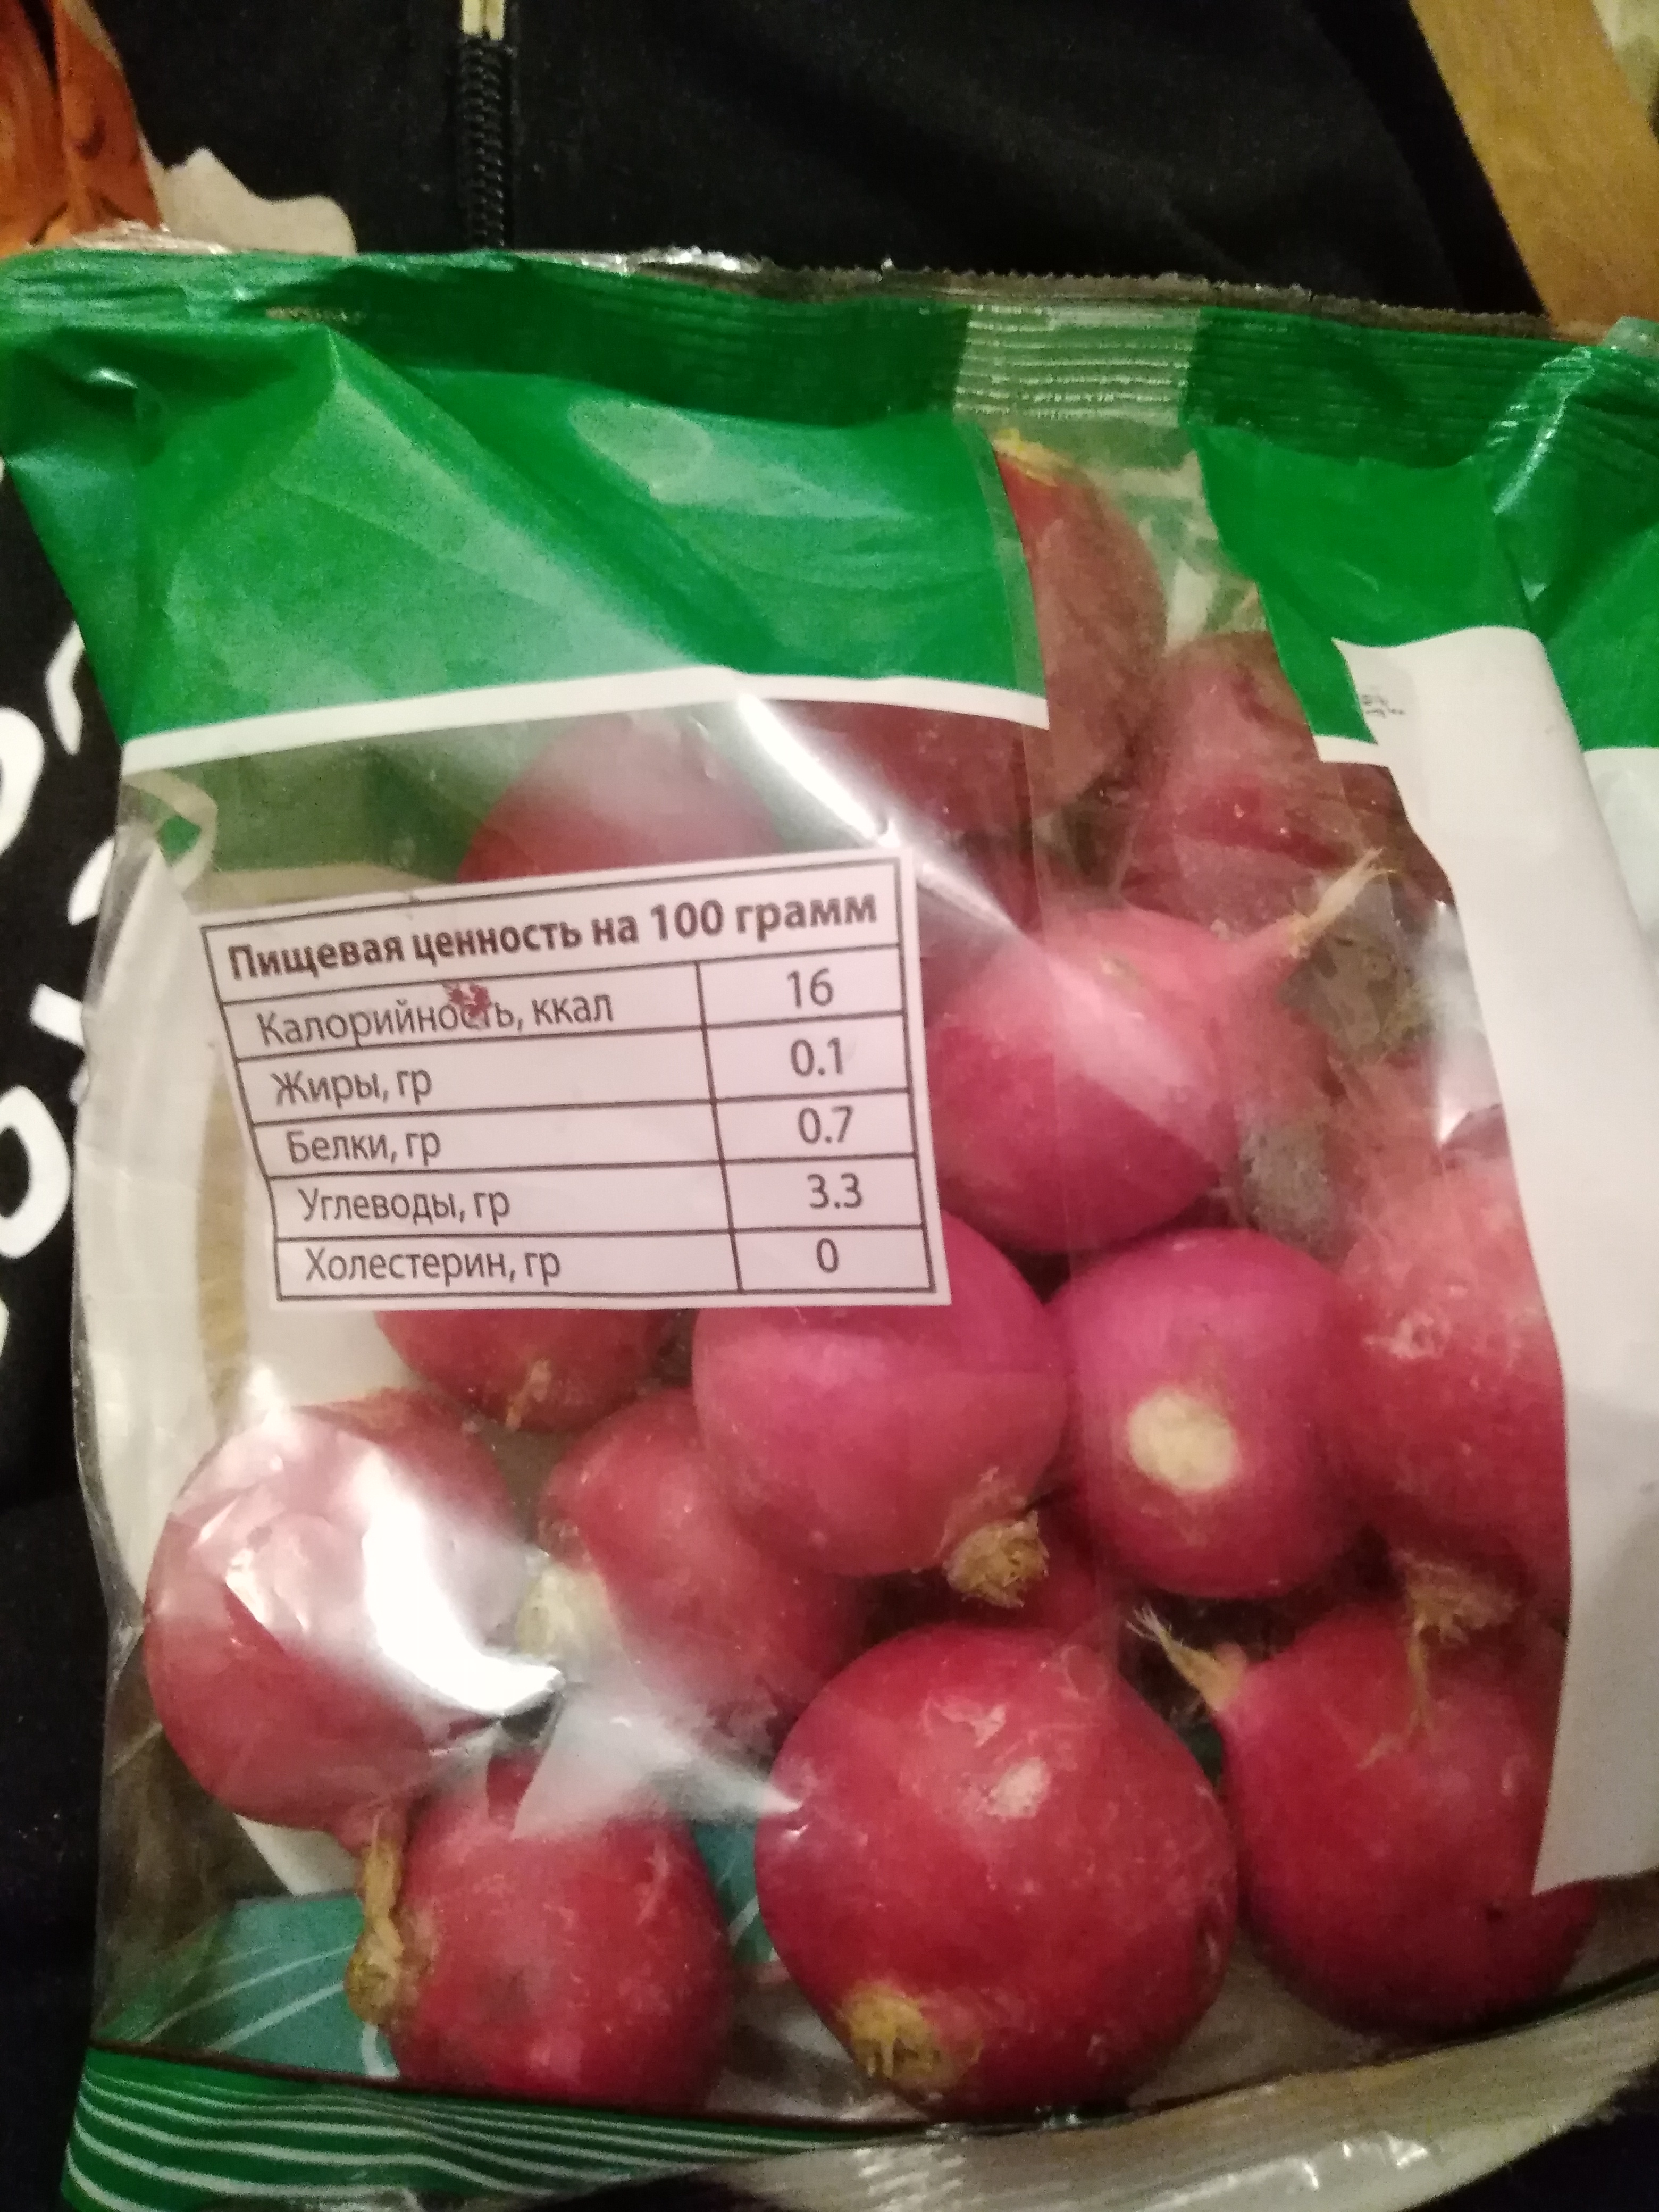 Пищевая ценность на 100 грамм
Калорийность, ккал 16
Жиры, гр 0.1
Белки, гр 0.7
Углеводы, гр 3.3
Холестерин, гр 0